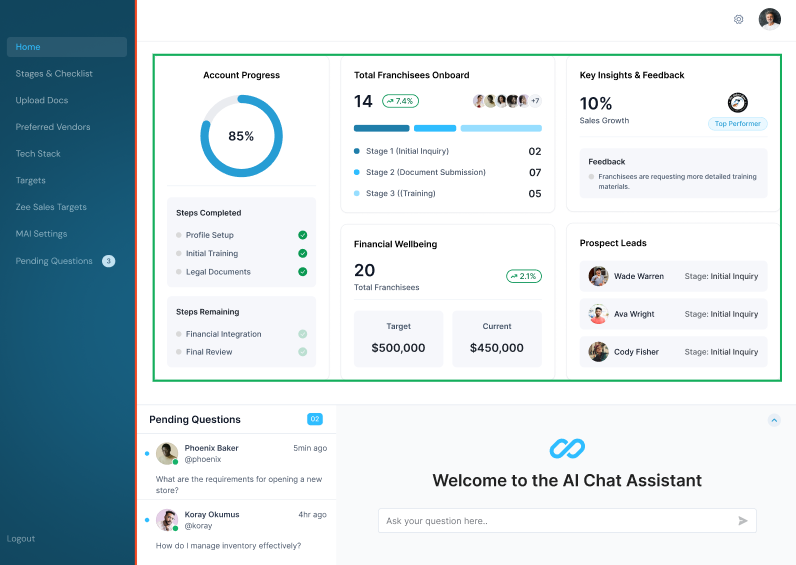 Home
Stages & Checklist
Upload Docs
Preferred Vendors
Tech Stack
Targets
Zee Sales Targets
MAI Settings
Pending Questions 3
Logout
Account Progress
85%
Steps Completed
Profile Setup
Initial Training
Legal Documents
Steps Remaining
Financial Integration
Final Review
Total Franchisees Onboard
14 7.4% +7
Stage 1 (Initial Inquiry) 02
Stage 2 (Document Submission) 07
Stage 3 ((Training) 05
Financial Wellbeing
20 2.1%
Total Franchisees
Target
$500,000
Current
$450,000
Key Insights & Feedback
10%
Sales Growth
Top Performer
Feedback
Franchisees are requesting more detailed training
materials.
Prospect Leads
Wade Warren Stage: Initial Inquiry
Ava Wright Stage: Initial Inquiry
Cody Fisher Stage: Initial Inquiry
Pending Questions 02
Phoenix Baker 5min ago
@phoenix
What are the requirements for opening a new
store?
Koray Okumus 4hr ago
@koray
How do I manage inventory effectively?
Welcome to the AI Chat Assistant
Ask your question here..